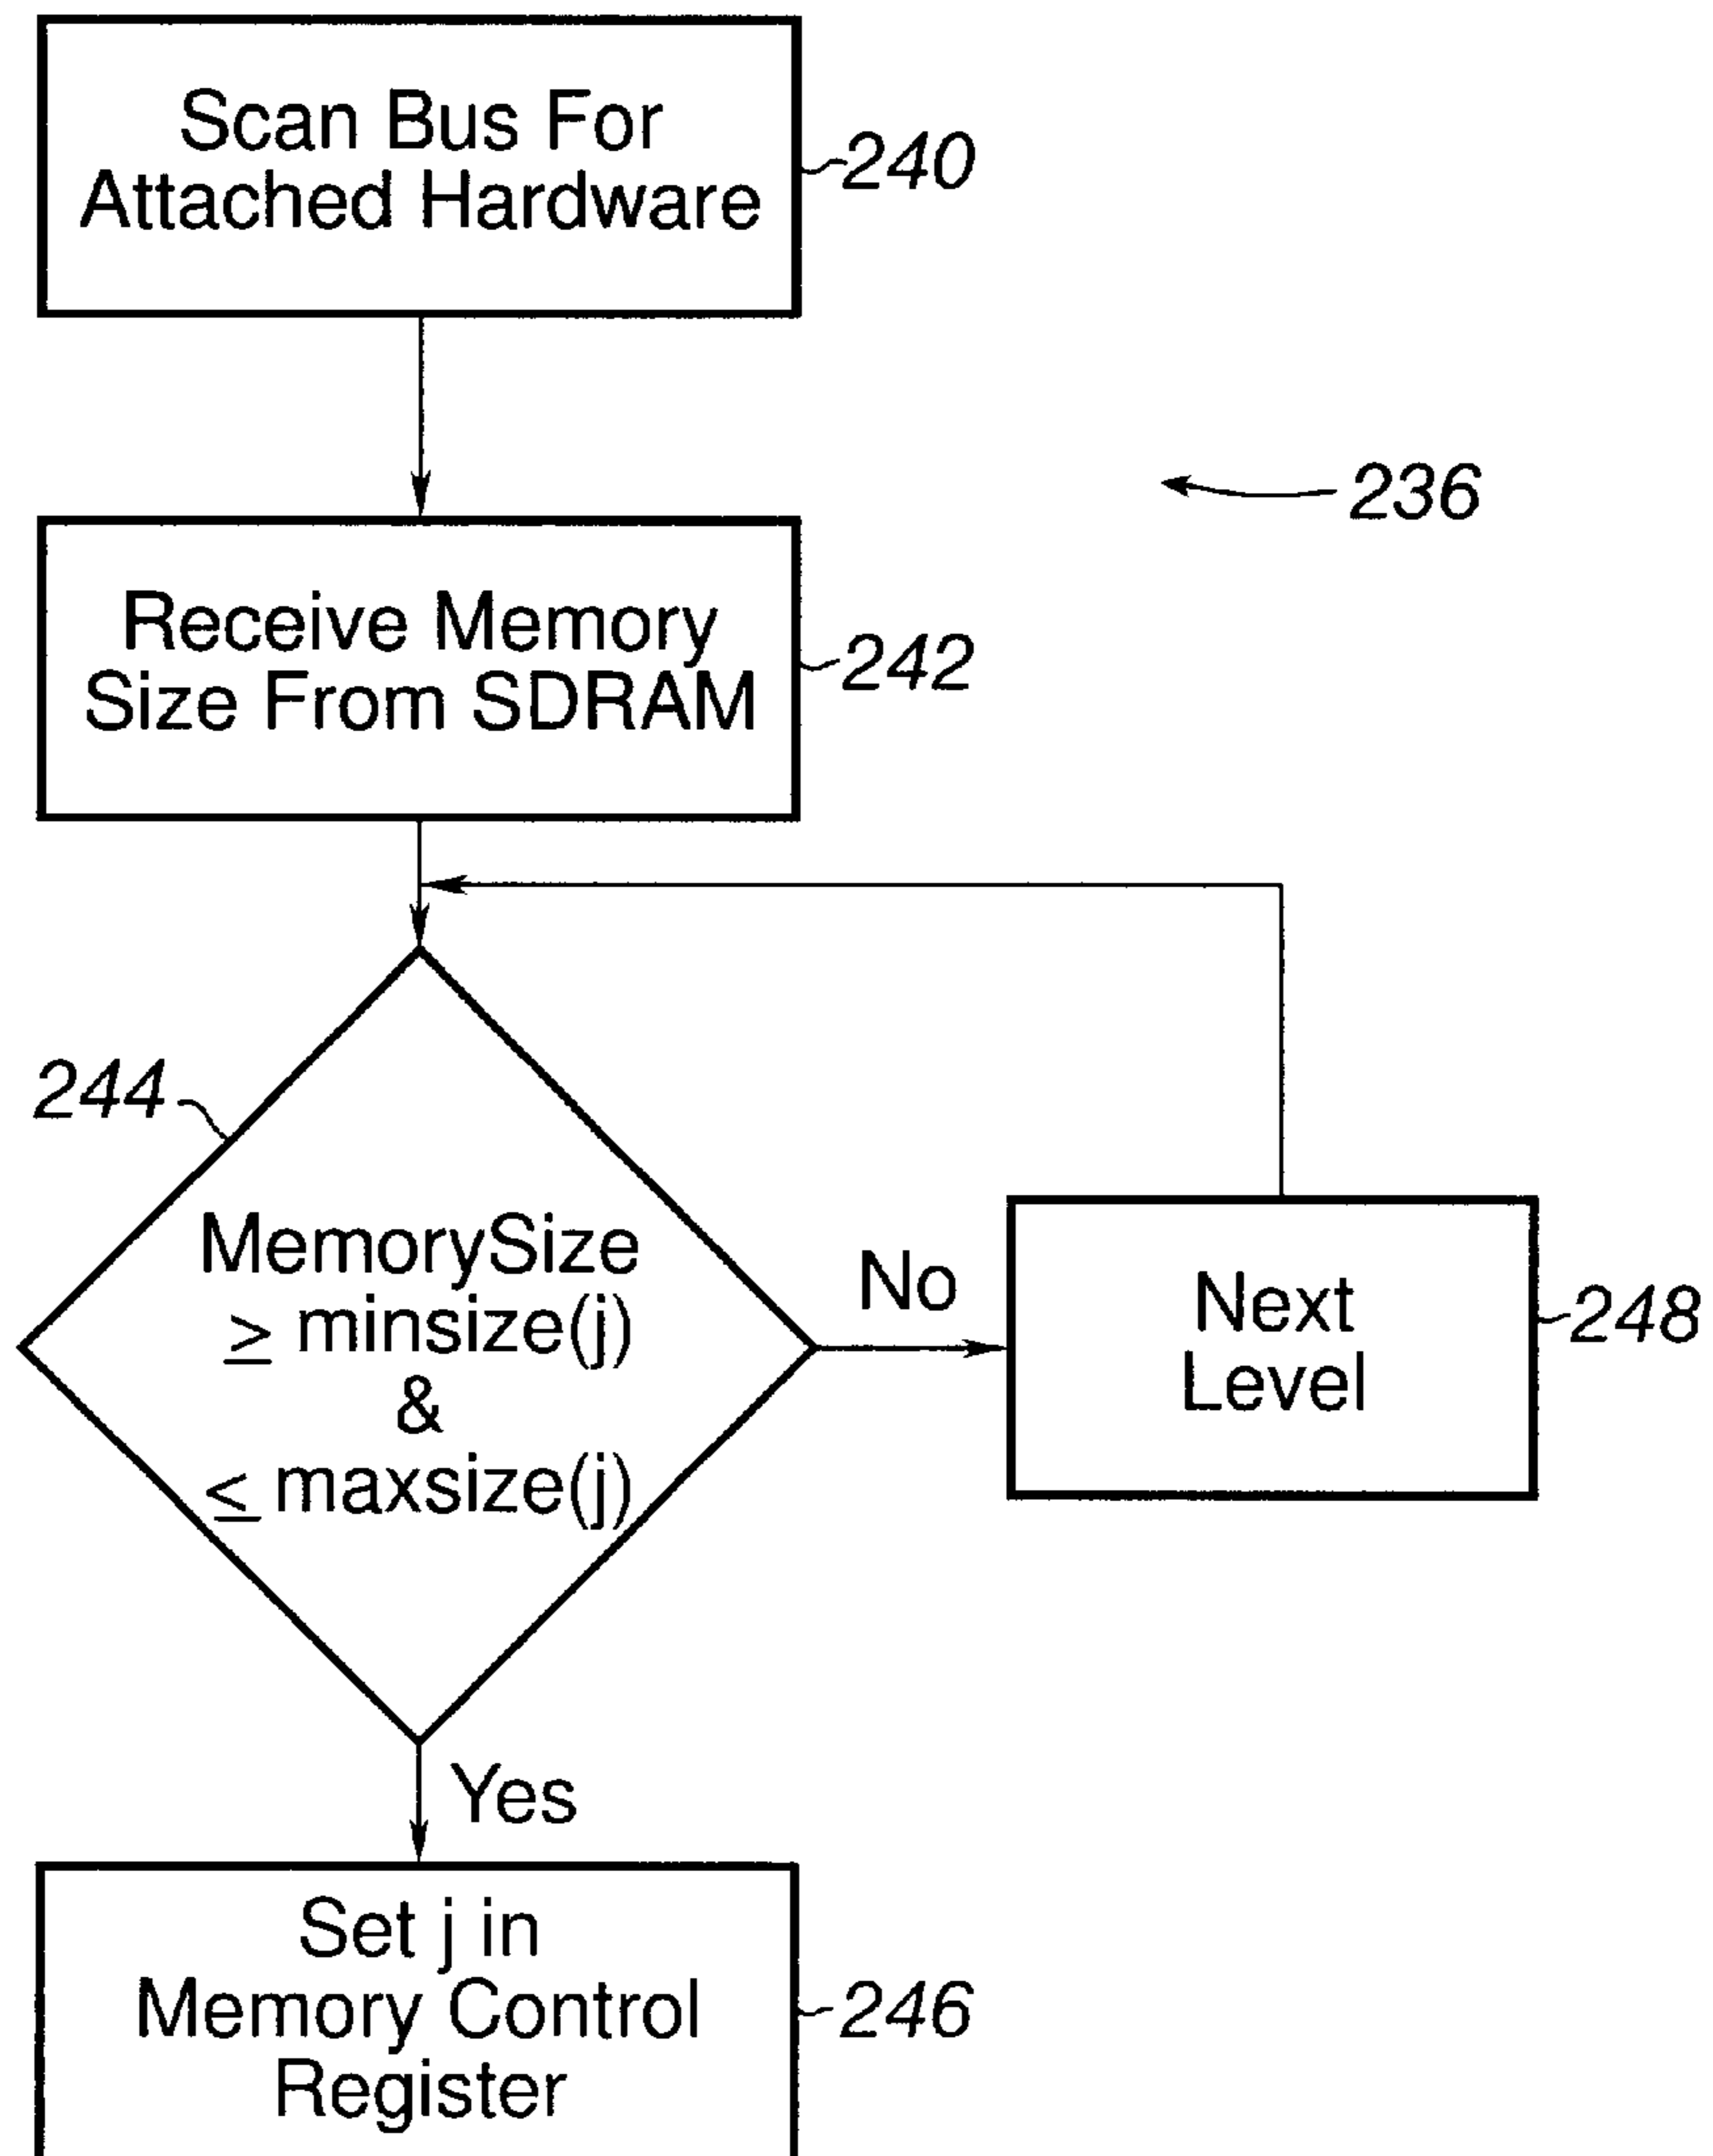 Scan Bus For
Attached Hardware
240
236
Receive Memory
Size From SDRAM
242
244
MemorySize
≥ minsize(j)
&
≤ maxsize(j)
No
Next
Level
248
Yes
Set j in
Memory Control
Register
246